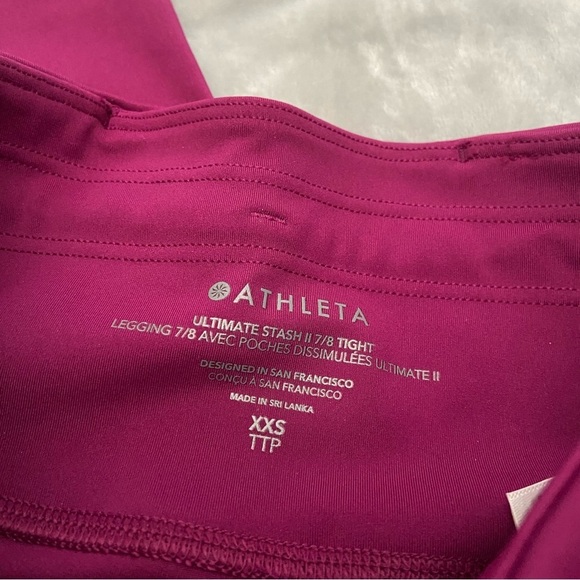 ATHLETA
ULTIMATE STASH II 7/8 TIGHT
LEGGING 7/8 AVEC POCHES DISSIMULÉES ULTIMATE II
DESIGNED IN SAN FRANCISCO
CONÇU À SAN FRANCISCO
MADE IN SRI LANKA
XXS
TTP